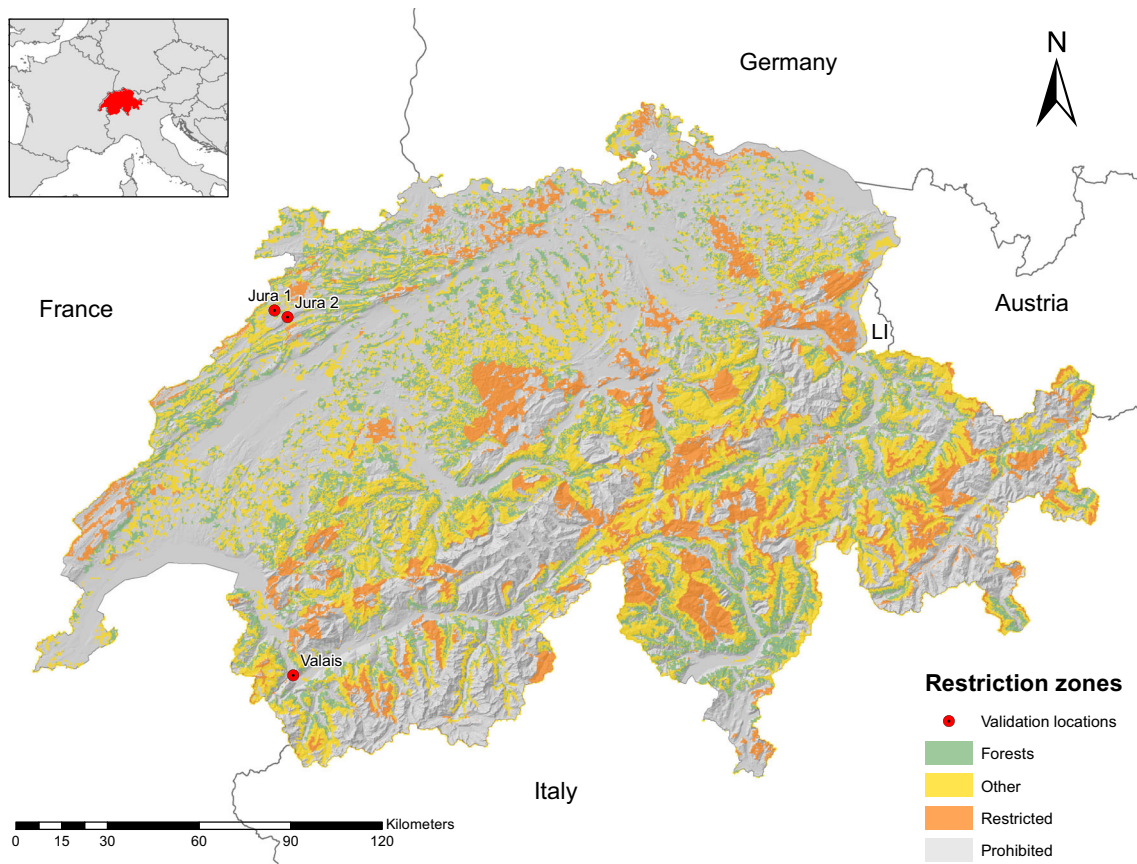 Germany
N
France
Jura 1
Jura 2
Austria
LI
Valais
Italy
Restriction zones
Validation locations
Forests
Other
Restricted
Prohibited
Kilometers
0 15 30 60 90 120